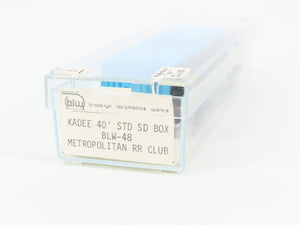 blw brooklyn locomotive works
KADEE 40' STD SD BOX
BLW-48
METROPOLITAN RR CLUB